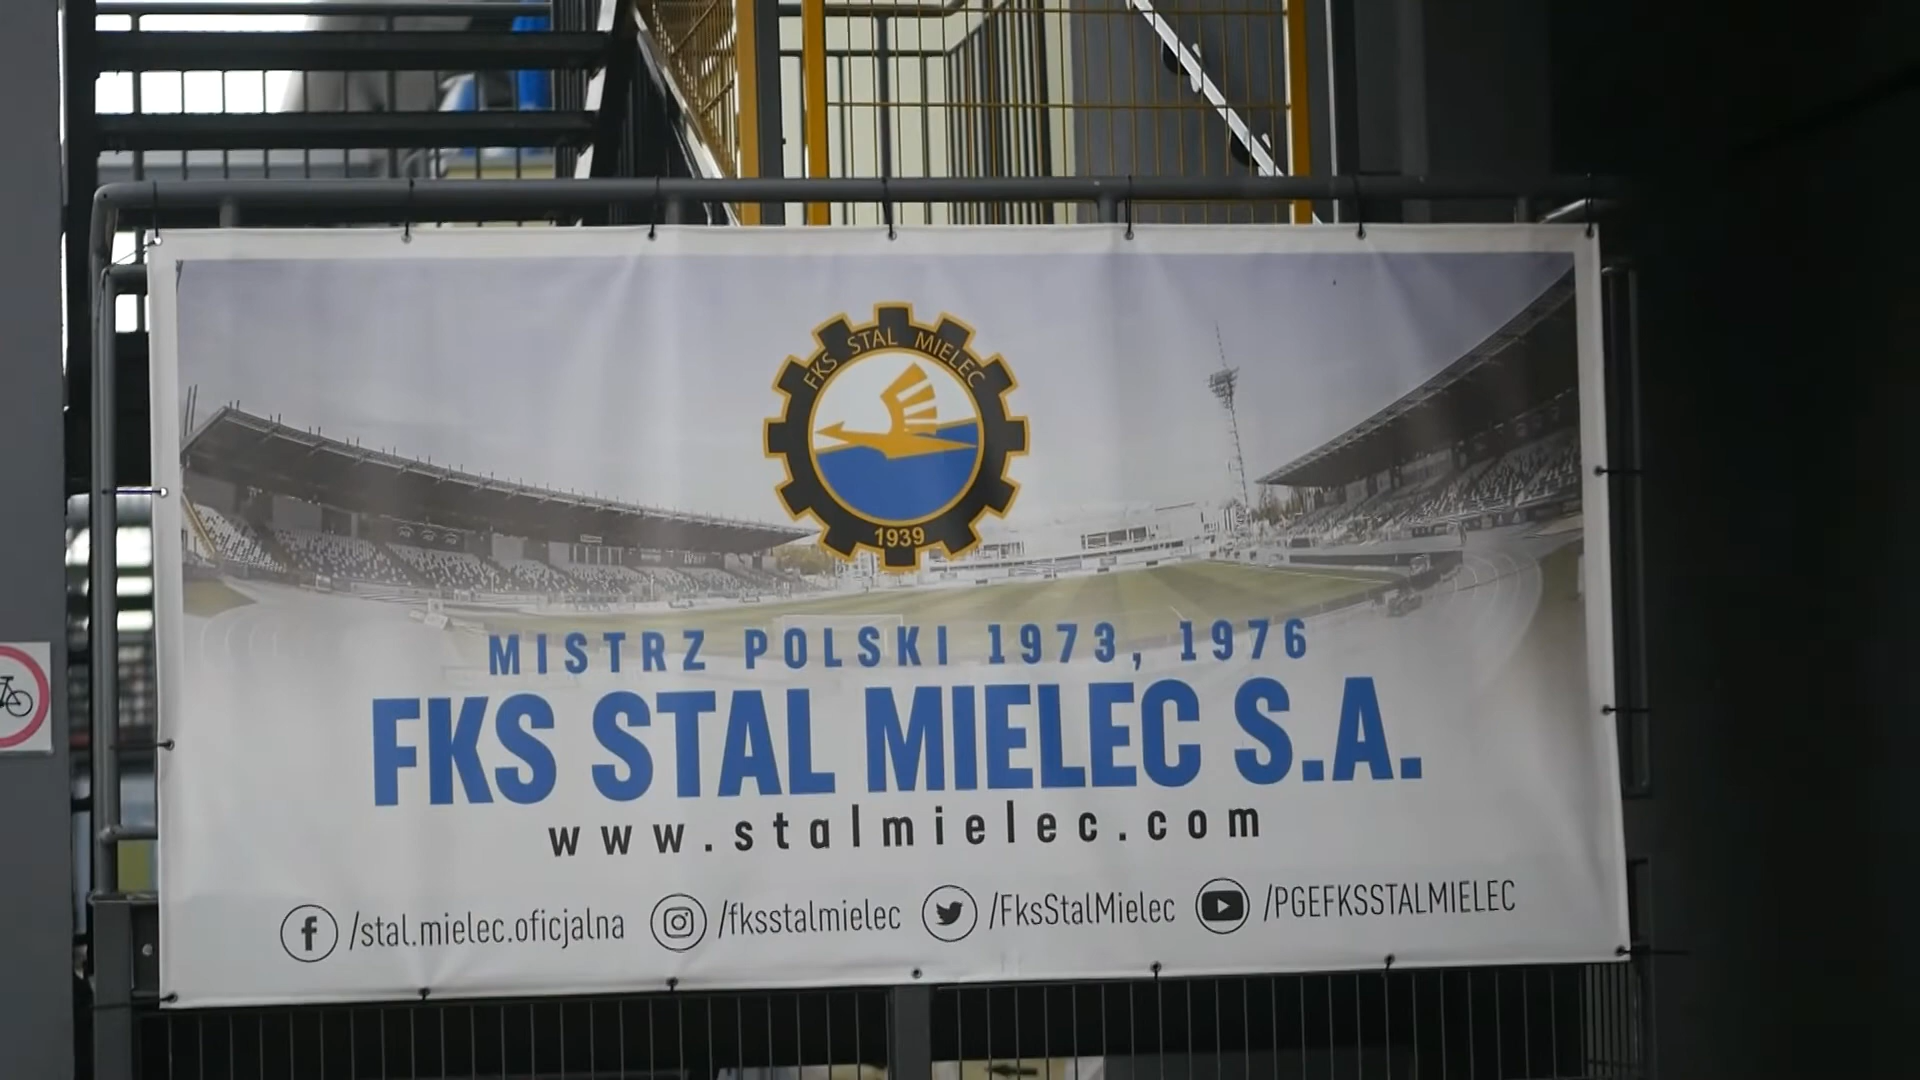 FKS STAL MIELEC
1939
MISTRZ POLSKI 1973, 1976
FKS STAL MIELEC S.A.
www.stalmielec.com
/stal.mielec.oficjalna /fksstalmielec /FksStalMielec /PGEFKSSTALMIELEC